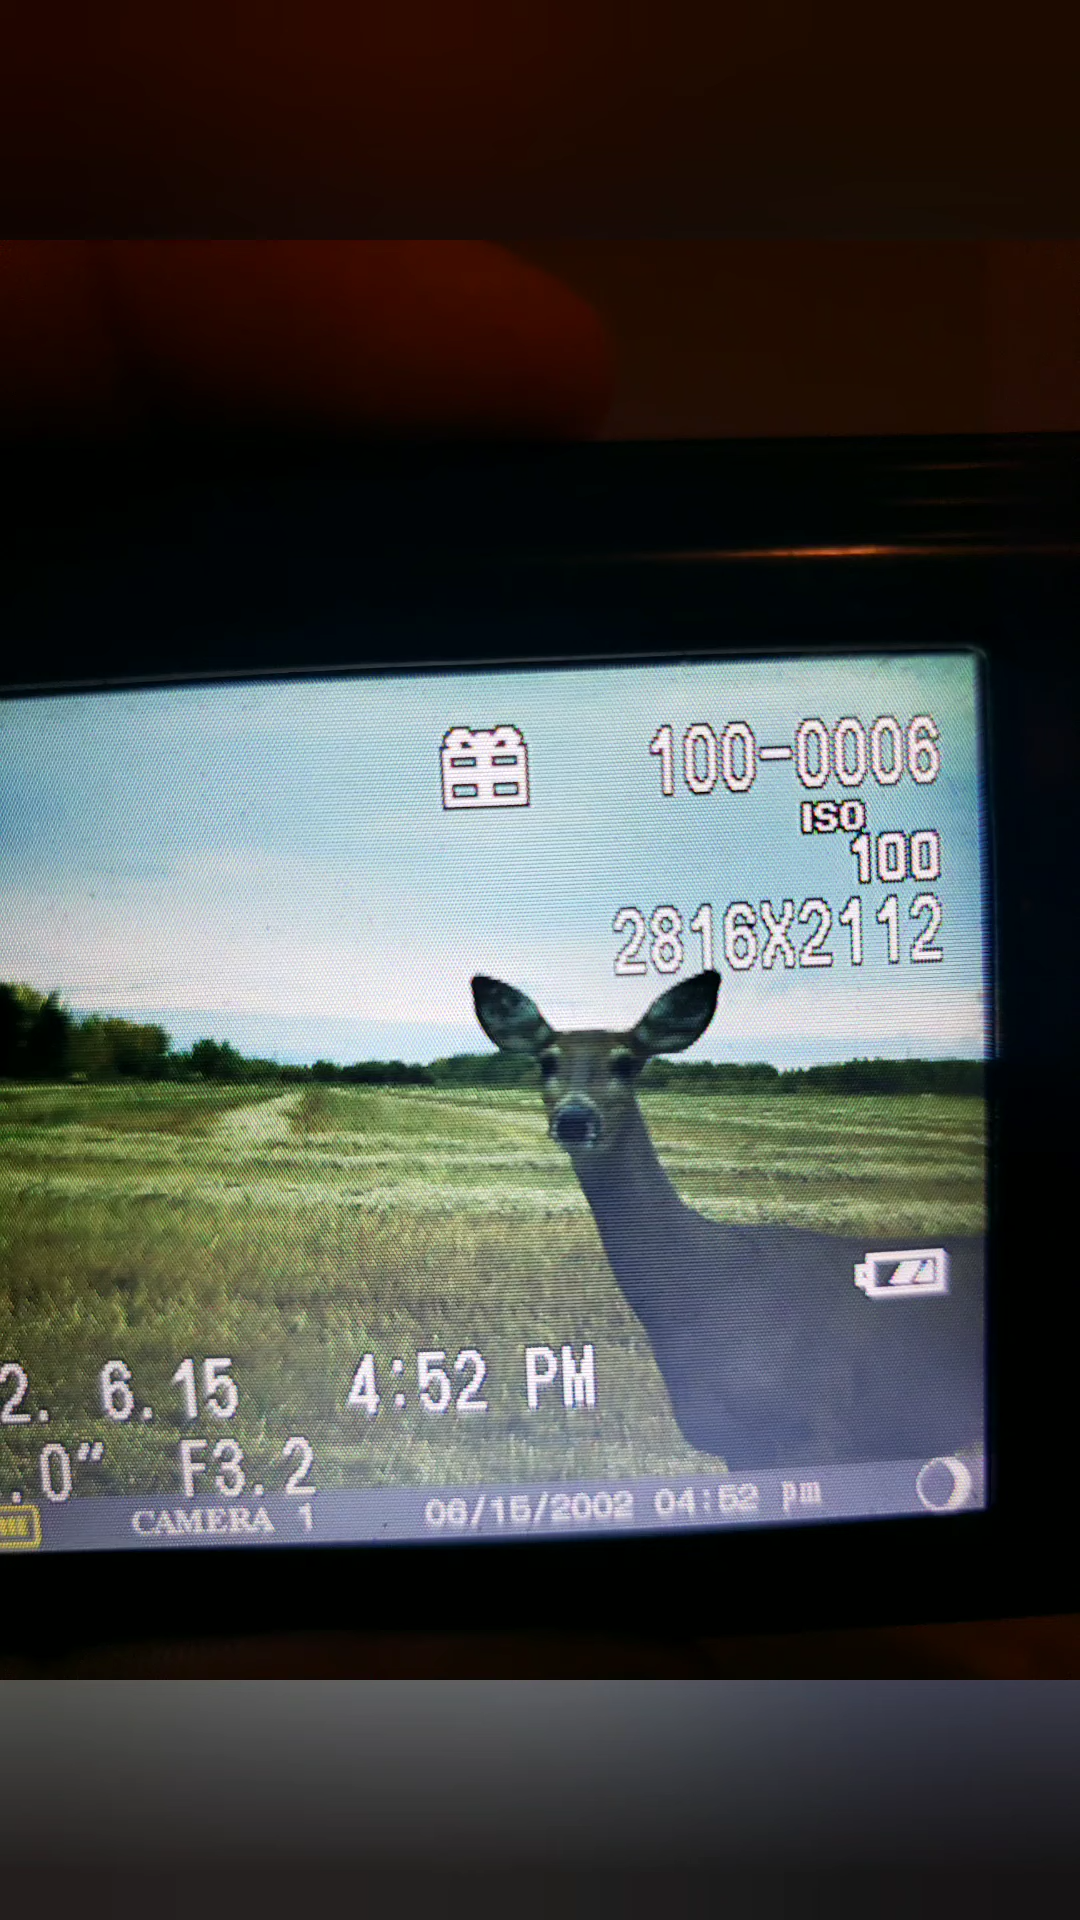 100-0006
ISO
100
2816X2112
2. 6.15 4:52 PM
.0" F3.2
CAMERA 1 06/15/2002 04:52 pm